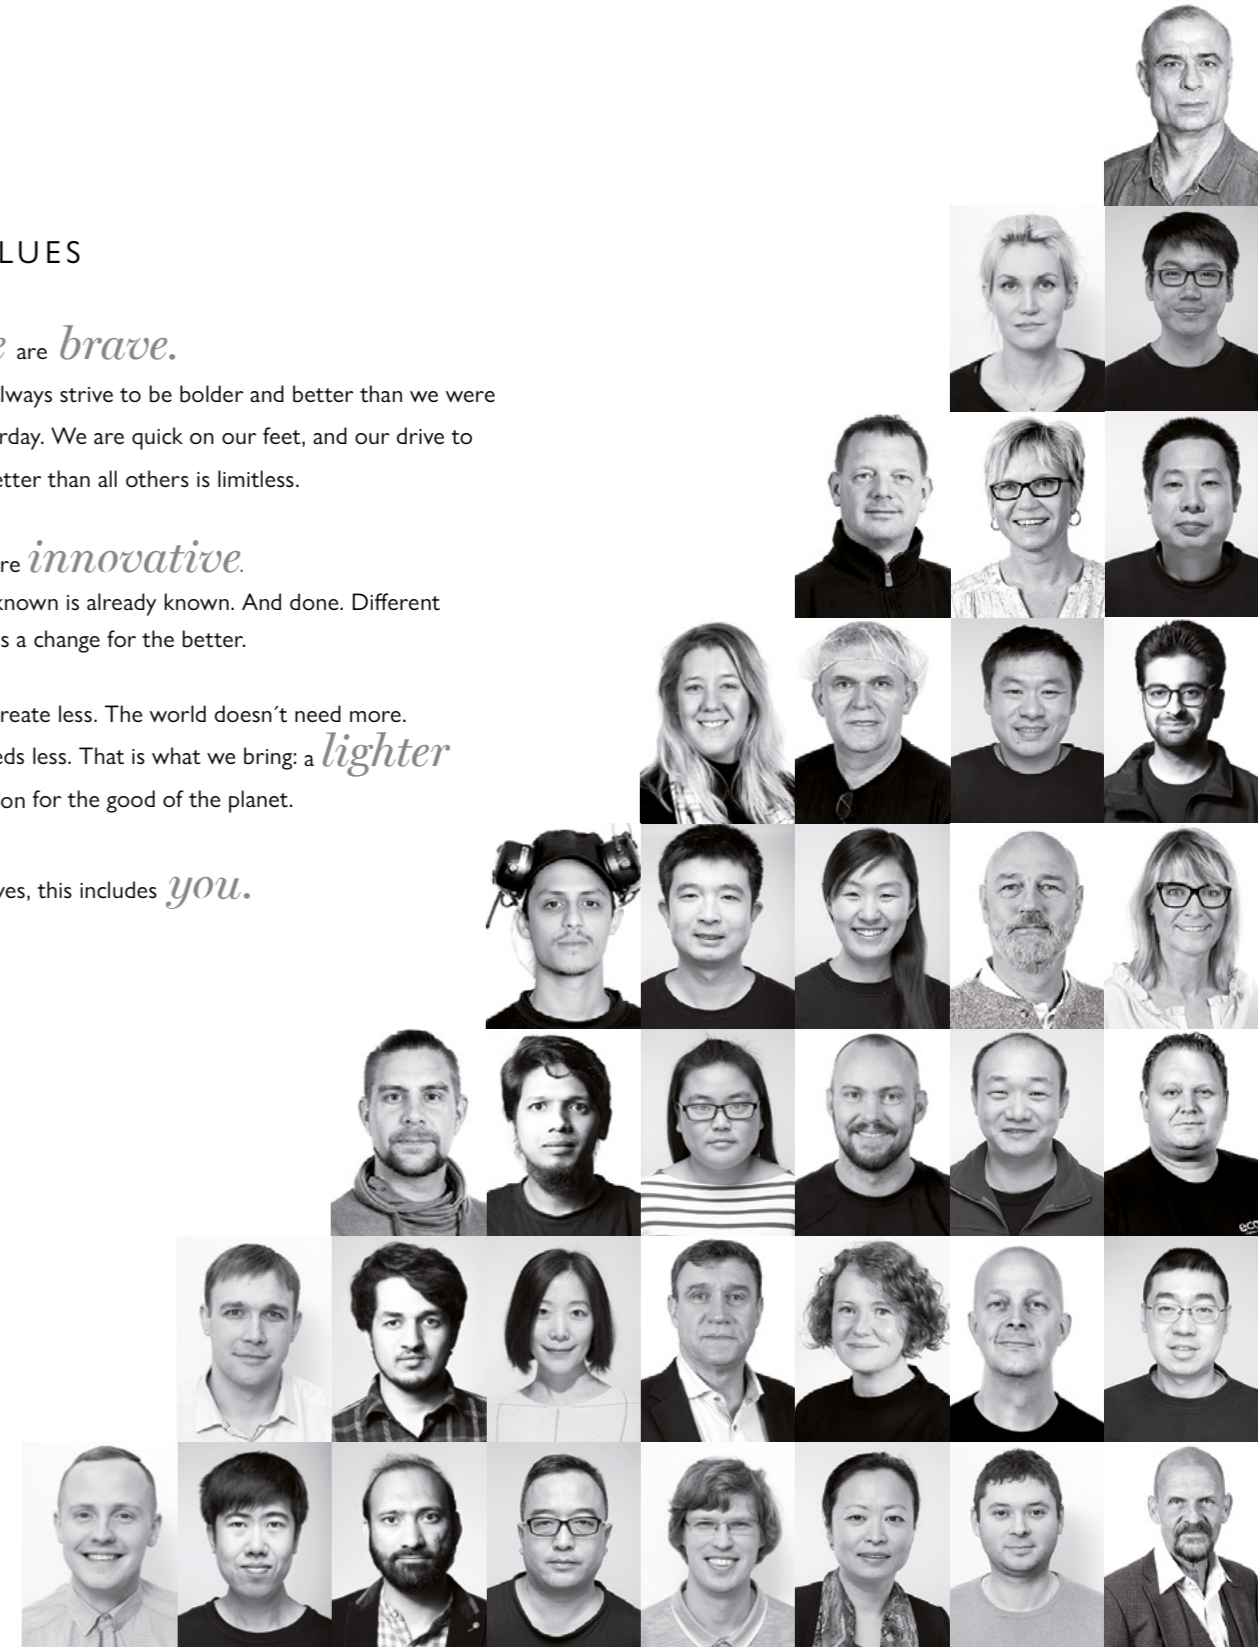 LUES
e are brave.
lways strive to be bolder and better than we were
rday. We are quick on our feet, and our drive to
etter than all others is limitless.
re innovative.
known is already known. And done. Different
s a change for the better.
reate less. The world doesn´t need more.
eds less. That is what we bring: a lighter
on for the good of the planet.
yes, this includes you.
eco